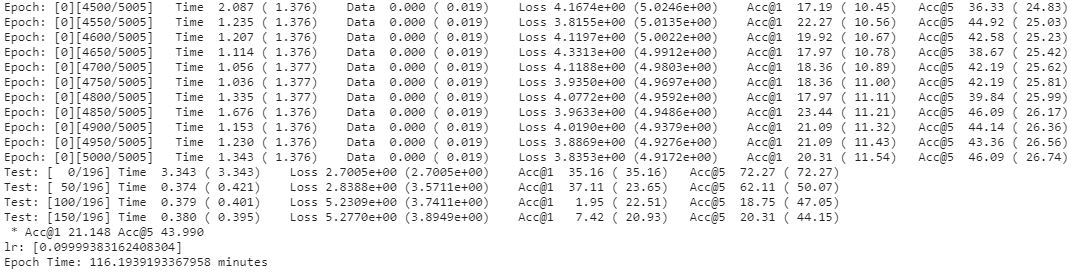 Epoch: [0][4500/5005] Time 2.087 ( 1.376) Data 0.000 ( 0.019) Loss 4.1674e+00 (5.0246e+00) Acc@1 17.19 ( 10.45) Acc@5 36.33 ( 24.83)
Epoch: [0][4550/5005] Time 1.235 ( 1.376) Data 0.000 ( 0.019) Loss 3.8155e+00 (5.0135e+00) Acc@1 22.27 ( 10.56) Acc@5 44.92 ( 25.03)
Epoch: [0][4600/5005] Time 1.207 ( 1.376) Data 0.000 ( 0.019) Loss 4.1197e+00 (5.0022e+00) Acc@1 19.92 ( 10.67) Acc@5 42.58 ( 25.23)
Epoch: [0][4650/5005] Time 1.114 ( 1.376) Data 0.000 ( 0.019) Loss 4.3313e+00 (4.9912e+00) Acc@1 17.97 ( 10.78) Acc@5 38.67 ( 25.42)
Epoch: [0][4700/5005] Time 1.056 ( 1.377) Data 0.000 ( 0.019) Loss 4.1188e+00 (4.9803e+00) Acc@1 18.36 ( 10.89) Acc@5 42.19 ( 25.62)
Epoch: [0][4750/5005] Time 1.036 ( 1.377) Data 0.000 ( 0.019) Loss 3.9350e+00 (4.9697e+00) Acc@1 18.36 ( 11.00) Acc@5 42.19 ( 25.81)
Epoch: [0][4800/5005] Time 1.335 ( 1.377) Data 0.000 ( 0.019) Loss 4.0772e+00 (4.9592e+00) Acc@1 17.97 ( 11.11) Acc@5 39.84 ( 25.99)
Epoch: [0][4850/5005] Time 1.676 ( 1.376) Data 0.000 ( 0.019) Loss 3.9633e+00 (4.9486e+00) Acc@1 23.44 ( 11.21) Acc@5 46.09 ( 26.17)
Epoch: [0][4900/5005] Time 1.153 ( 1.376) Data 0.000 ( 0.019) Loss 4.0190e+00 (4.9379e+00) Acc@1 21.09 ( 11.32) Acc@5 44.14 ( 26.36)
Epoch: [0][4950/5005] Time 1.230 ( 1.376) Data 0.000 ( 0.019) Loss 3.8869e+00 (4.9276e+00) Acc@1 21.09 ( 11.43) Acc@5 43.36 ( 26.56)
Epoch: [0][5000/5005] Time 1.343 ( 1.376) Data 0.000 ( 0.019) Loss 3.8353e+00 (4.9172e+00) Acc@1 20.31 ( 11.54) Acc@5 46.09 ( 26.74)
Test: [ 0/196] Time 3.343 ( 3.343) Loss 2.7005e+00 (2.7005e+00) Acc@1 35.16 ( 35.16) Acc@5 72.27 ( 72.27)
Test: [ 50/196] Time 0.374 ( 0.421) Loss 2.8388e+00 (3.5711e+00) Acc@1 37.11 ( 23.65) Acc@5 62.11 ( 50.07)
Test: [100/196] Time 0.379 ( 0.401) Loss 5.2309e+00 (3.7411e+00) Acc@1 1.95 ( 22.51) Acc@5 18.75 ( 47.05)
Test: [150/196] Time 0.380 ( 0.395) Loss 5.2770e+00 (3.8949e+00) Acc@1 7.42 ( 20.93) Acc@5 20.31 ( 44.15)
* Acc@1 21.148 Acc@5 43.990
lr: [0.09999383162408304]
Epoch Time: 116.1939193367958 minutes